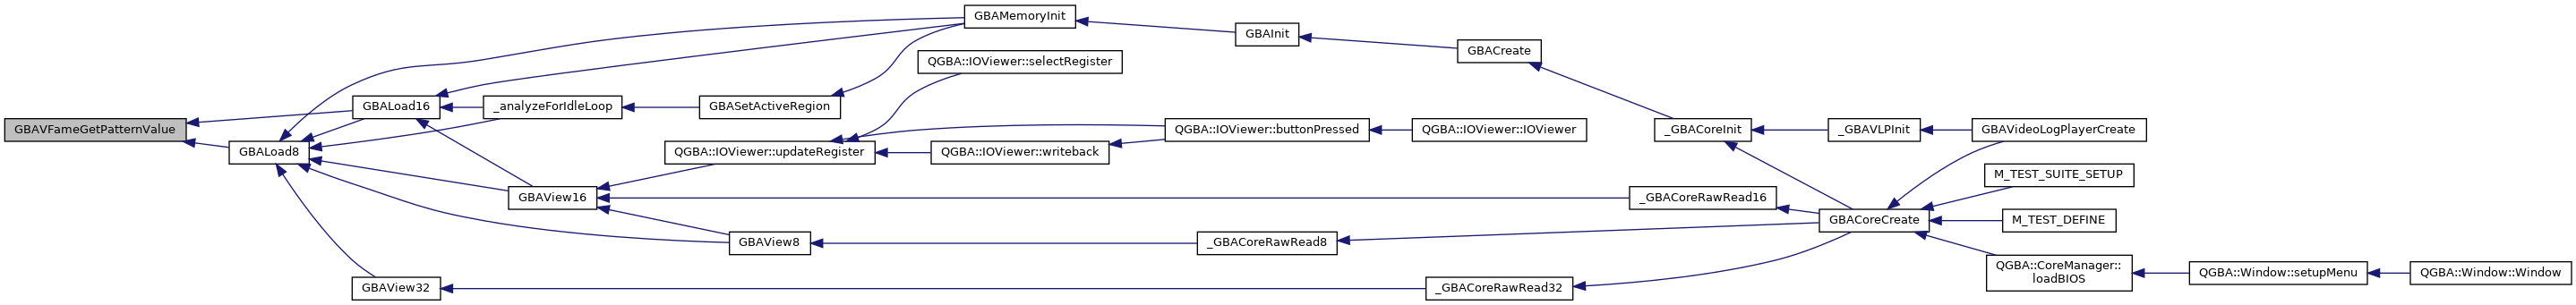 GBAVFameGetPatternValue
GBALoad8
GBALoad16
GBAMemoryInit
GBAInit
GBACreate
_GBACoreInit
_GBAVLPInit
GBAVideoLogPlayerCreate
GBACoreCreate
M_TEST_SUITE_SETUP
M_TEST_DEFINE
QGBA::CoreManager::
loadBIOS
QGBA::Window::setupMenu
QGBA::Window::Window
_analyzeForIdleLoop
GBASetActiveRegion
GBAView16
QGBA::IOViewer::updateRegister
QGBA::IOViewer::selectRegister
QGBA::IOViewer::buttonPressed
QGBA::IOViewer::IOViewer
QGBA::IOViewer::writeback
_GBACoreRawRead16
GBAView8
_GBACoreRawRead8
GBAView32
_GBACoreRawRead32